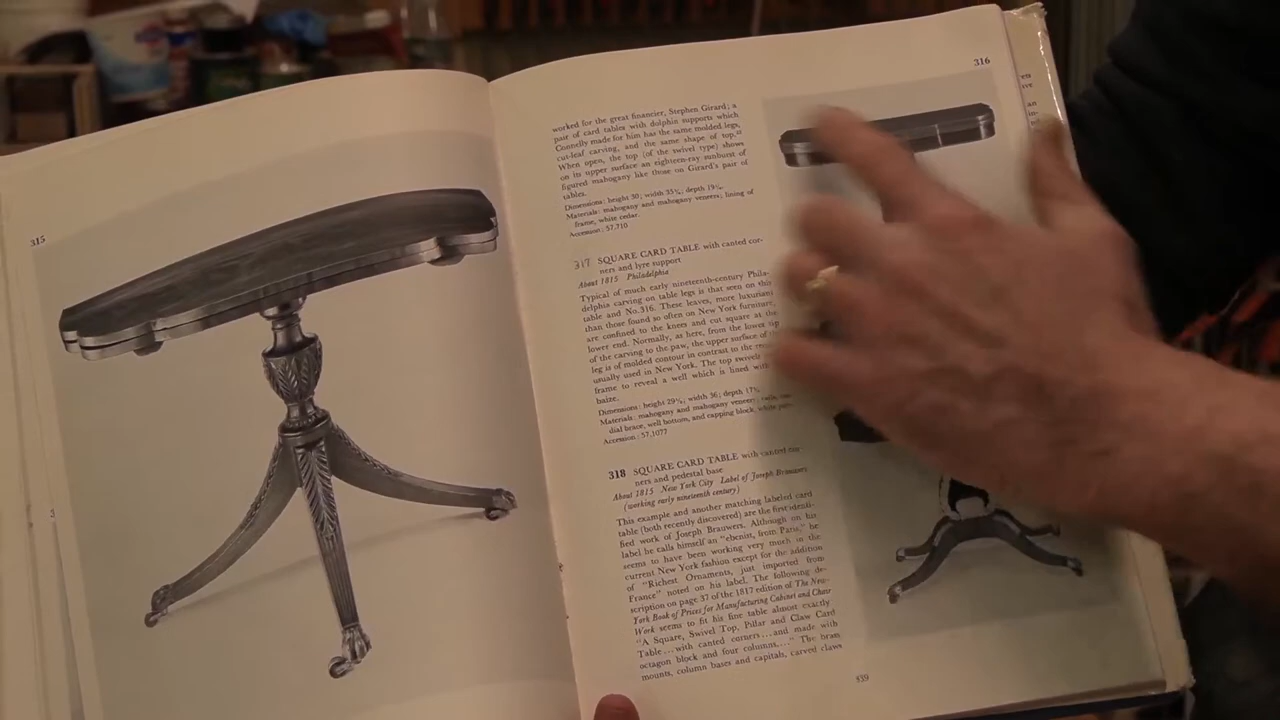 315
316
worked for the great financier, Stephen Girard; a
pair of card tables with dolphin supports which
Connelly made for him has the same molded legs,
cut-leaf carving, and the same shape of top.
When open, the top (of the swivel type) shows
on its upper surface an eighteen-ray sunburst of
figured mahogany like those on Girard's pair of
tables.
Dimensions: height 30; width 35¾; depth 19¾
Materials: mahogany and mahogany veneers; lining of
frame, white cedar.
Accession: 57.710
317 SQUARE CARD TABLE with canted cor-
ners and lyre support
About 1815 Philadelphia
Typical of much early nineteenth-century Phila-
delphia carving on table legs is that seen on this
table and No.316. These leaves, more luxuriant
than those found so often on New York furniture,
are confined to the knees and cut square at the
lower end. Normally, as here, from the lower tip
of the carving to the paw, the upper surface of
leg is of molded contour in contrast to the
usually used in New York. The top swivels
frame to reveal a well which is lined with
baize.
Dimensions: height 29¾; width 36; depth 17¾
Materials: mahogany and mahogany veneer;
dial brace, well bottom, and capping block, white
Accession: 57.1077
318 SQUARE CARD TABLE with canted cor-
ners and pedestal base
About 1815 New York City Label of Joseph Brauwers
(working early nineteenth century)
This example and another matching labeled card
table (both recently discovered) are the first identi-
fied work of Joseph Brauwers. Although on his
label he calls himself an "ebenist, from Paris," he
seems to have been working very much in the
current New York fashion except for the addition
of "Richest Ornaments, just imported from
France" noted on his label. The following de-
scription on page 37 of the 1817 edition of The New-
York Book of Prices for Manufacturing Cabinet and Chair
Work seems to fit his fine table almost exactly
"A Square, Swivel Top, Pillar and Claw Card
Table...with canted corners...and made with
octagon block and four columns...." The brass
mounts, column bases and capitals, carved claws
339